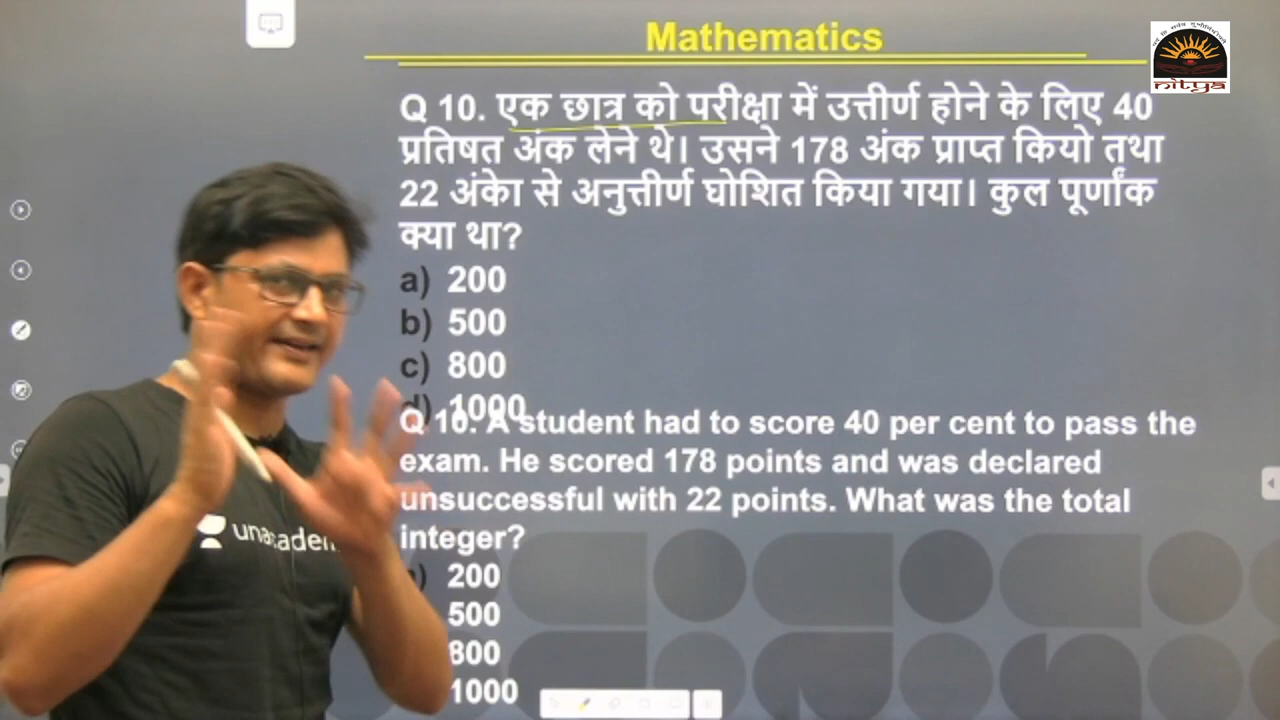 Mathematics
nitya
Q 10. एक छात्र को परीक्षा में उत्तीर्ण होने के लिए 40
प्रतिषत अंक लेने थे। उसने 178 अंक प्राप्त कियो तथा
22 अंकेा से अनुत्तीर्ण घोशित किया गया। कुल पूर्णांक
क्या था?
a) 200
b) 500
c) 800
d) 1000
Q 10. A student had to score 40 per cent to pass the
exam. He scored 178 points and was declared
unsuccessful with 22 points. What was the total
integer?
200
500
800
1000
unacadem